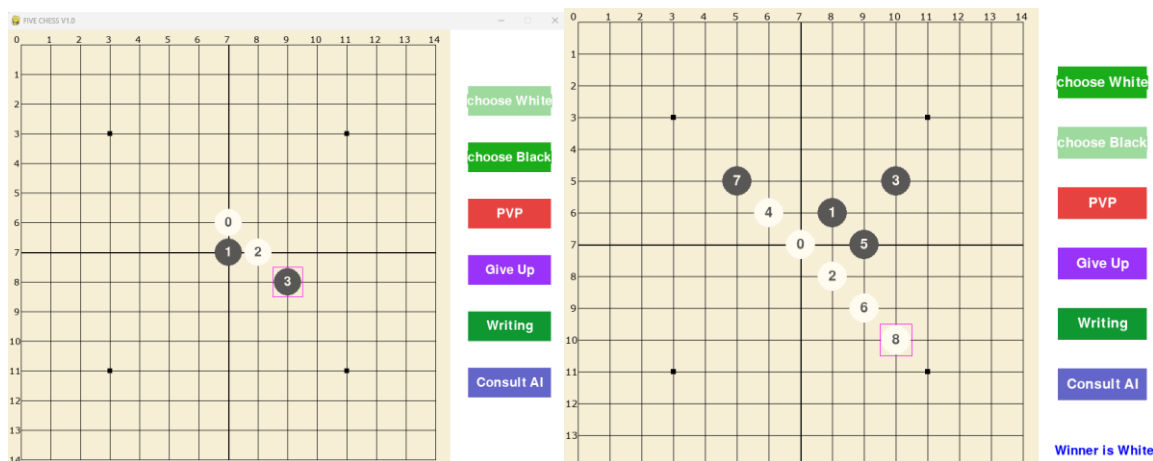 FIVE CHESS V1.0
0 1 2 3 4 5 6 7 8 9 10 11 12 13 14
1
2
3
4
5
6
7
8
9
10
11
12
13
14
0
1 2
3
choose White
choose Black
PVP
Give Up
Writing
Consult AI
0 1 2 3 4 5 6 7 8 9 10 11 12 13 14
1
2
3
4
5
6
7
8
9
10
11
12
13
7 3
4 1
0 5
2
6
8
choose White
choose Black
PVP
Give Up
Writing
Consult AI
Winner is White